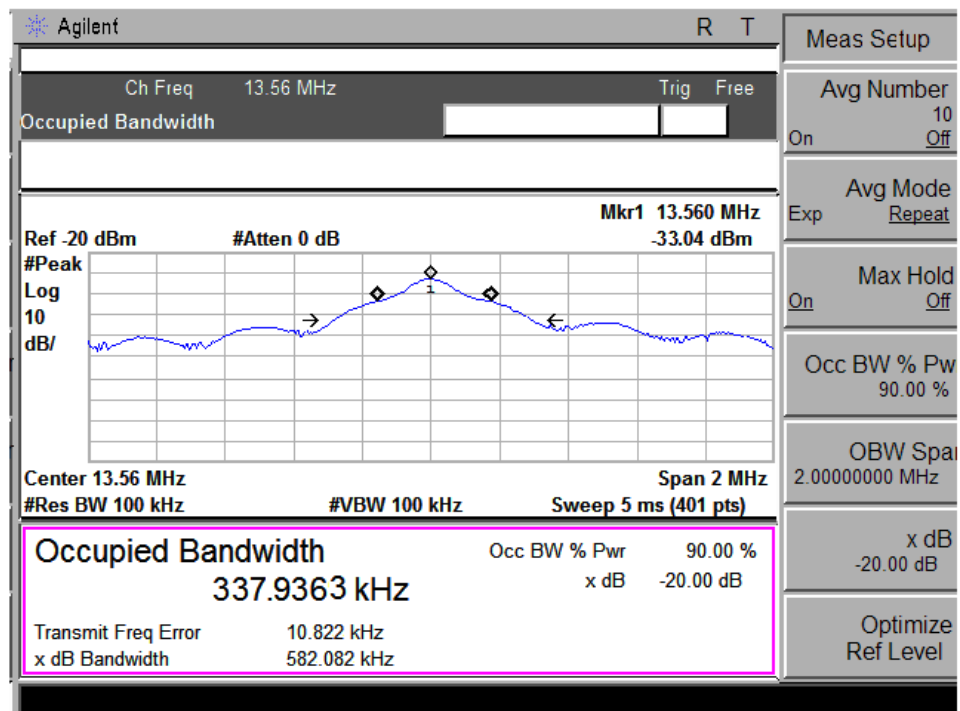 Agilent R T
Ch Freq 13.56 MHz Trig Free
Occupied Bandwidth
Mkr1 13.560 MHz
Ref -20 dBm #Atten 0 dB -33.04 dBm
#Peak
Log
10
dB/
1
Center 13.56 MHz Span 2 MHz
#Res BW 100 kHz #VBW 100 kHz Sweep 5 ms (401 pts)
Occupied Bandwidth Occ BW % Pwr 90.00 %
337.9363 kHz x dB -20.00 dB
Transmit Freq Error 10.822 kHz
x dB Bandwidth 582.082 kHz
Meas Setup
Avg Number
10
On Off
Avg Mode
Exp Repeat
Max Hold
On Off
Occ BW % Pw
90.00 %
OBW Spa
2.00000000 MHz
x dB
-20.00 dB
Optimize
Ref Level